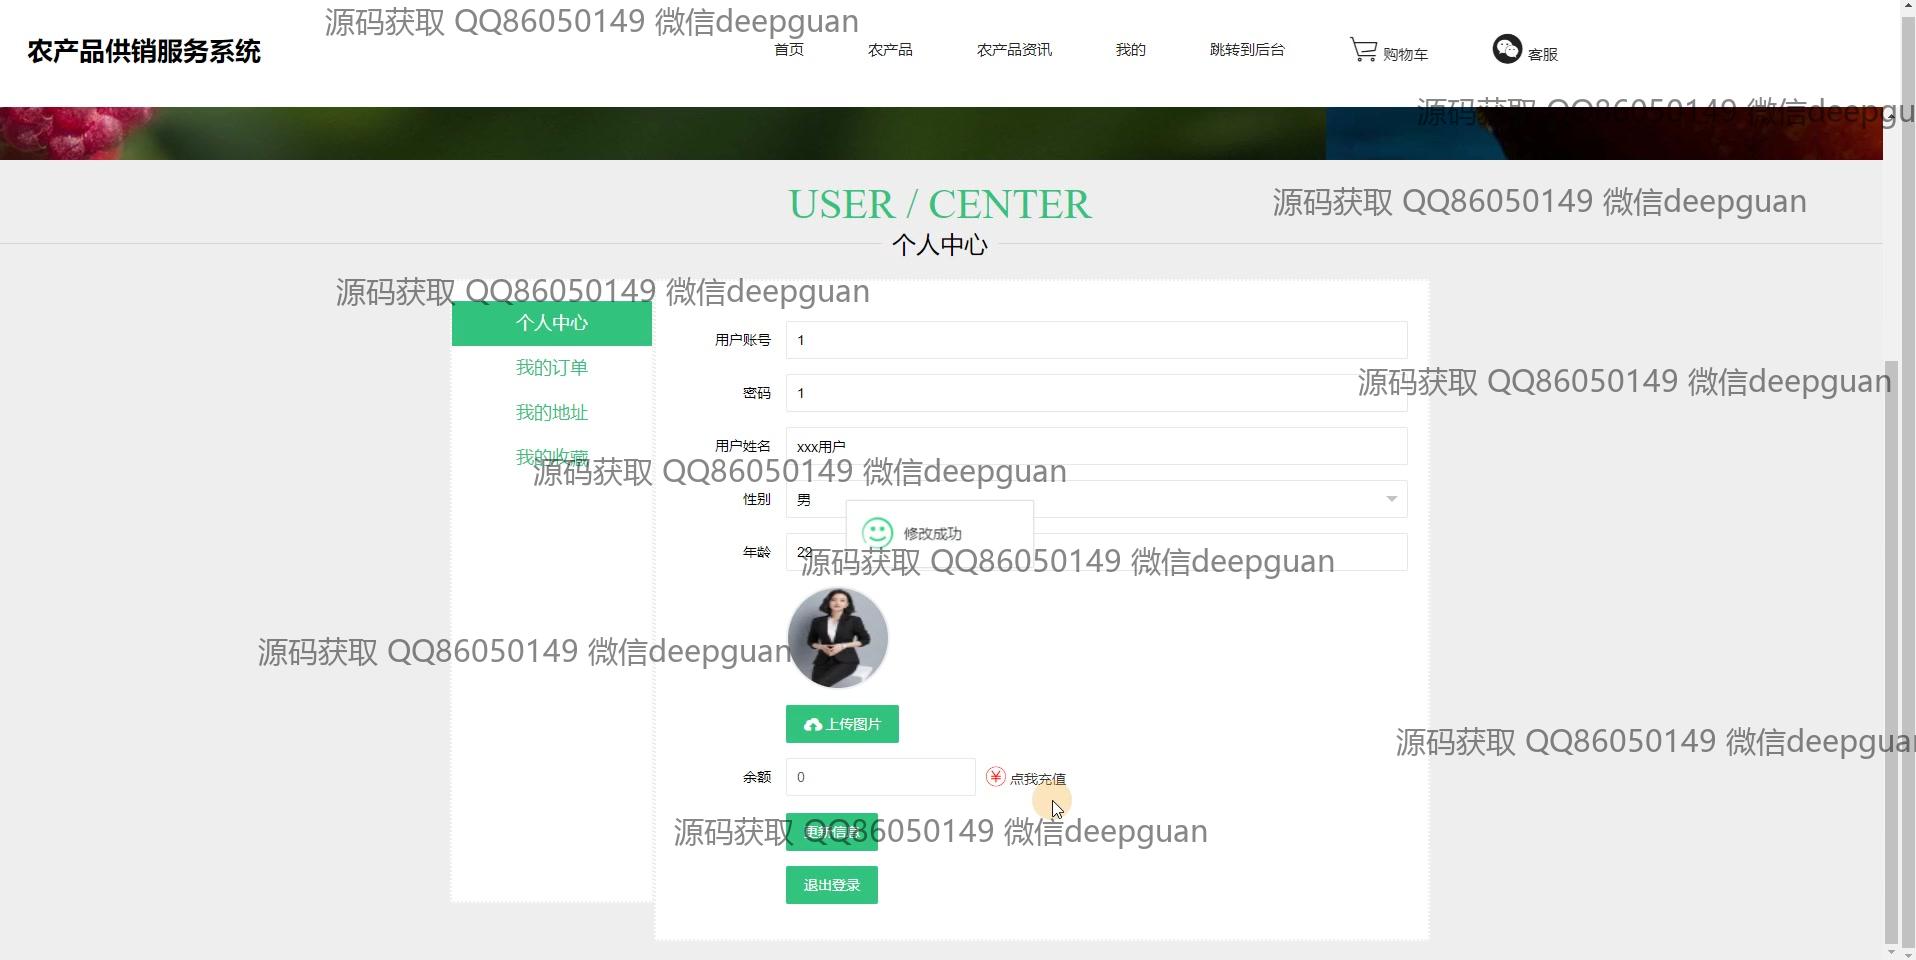 源码获取 QQ86050149 微信deepguan
农产品供销服务系统
首页
农产品
农产品资讯
我的
跳转到后台
购物车
客服
源码获取 QQ86050149 微信deepgu
USER / CENTER
源码获取 QQ86050149 微信deepguan
个人中心
源码获取 QQ86050149 微信deepguan
个人中心
用户账号
1
我的订单
源码获取 QQ86050149 微信deepguan
密码
1
我的地址
用户姓名
xxx用户
我的收藏
源码获取 QQ86050149 微信deepguan
性别
男
修改成功
年龄
22
源码获取 QQ86050149 微信deepguan
源码获取 QQ86050149 微信deepguan
上传图片
源码获取 QQ86050149 微信deepguan
余额
0
点我充值
更新信息
源码获取 QQ86050149 微信deepguan
退出登录